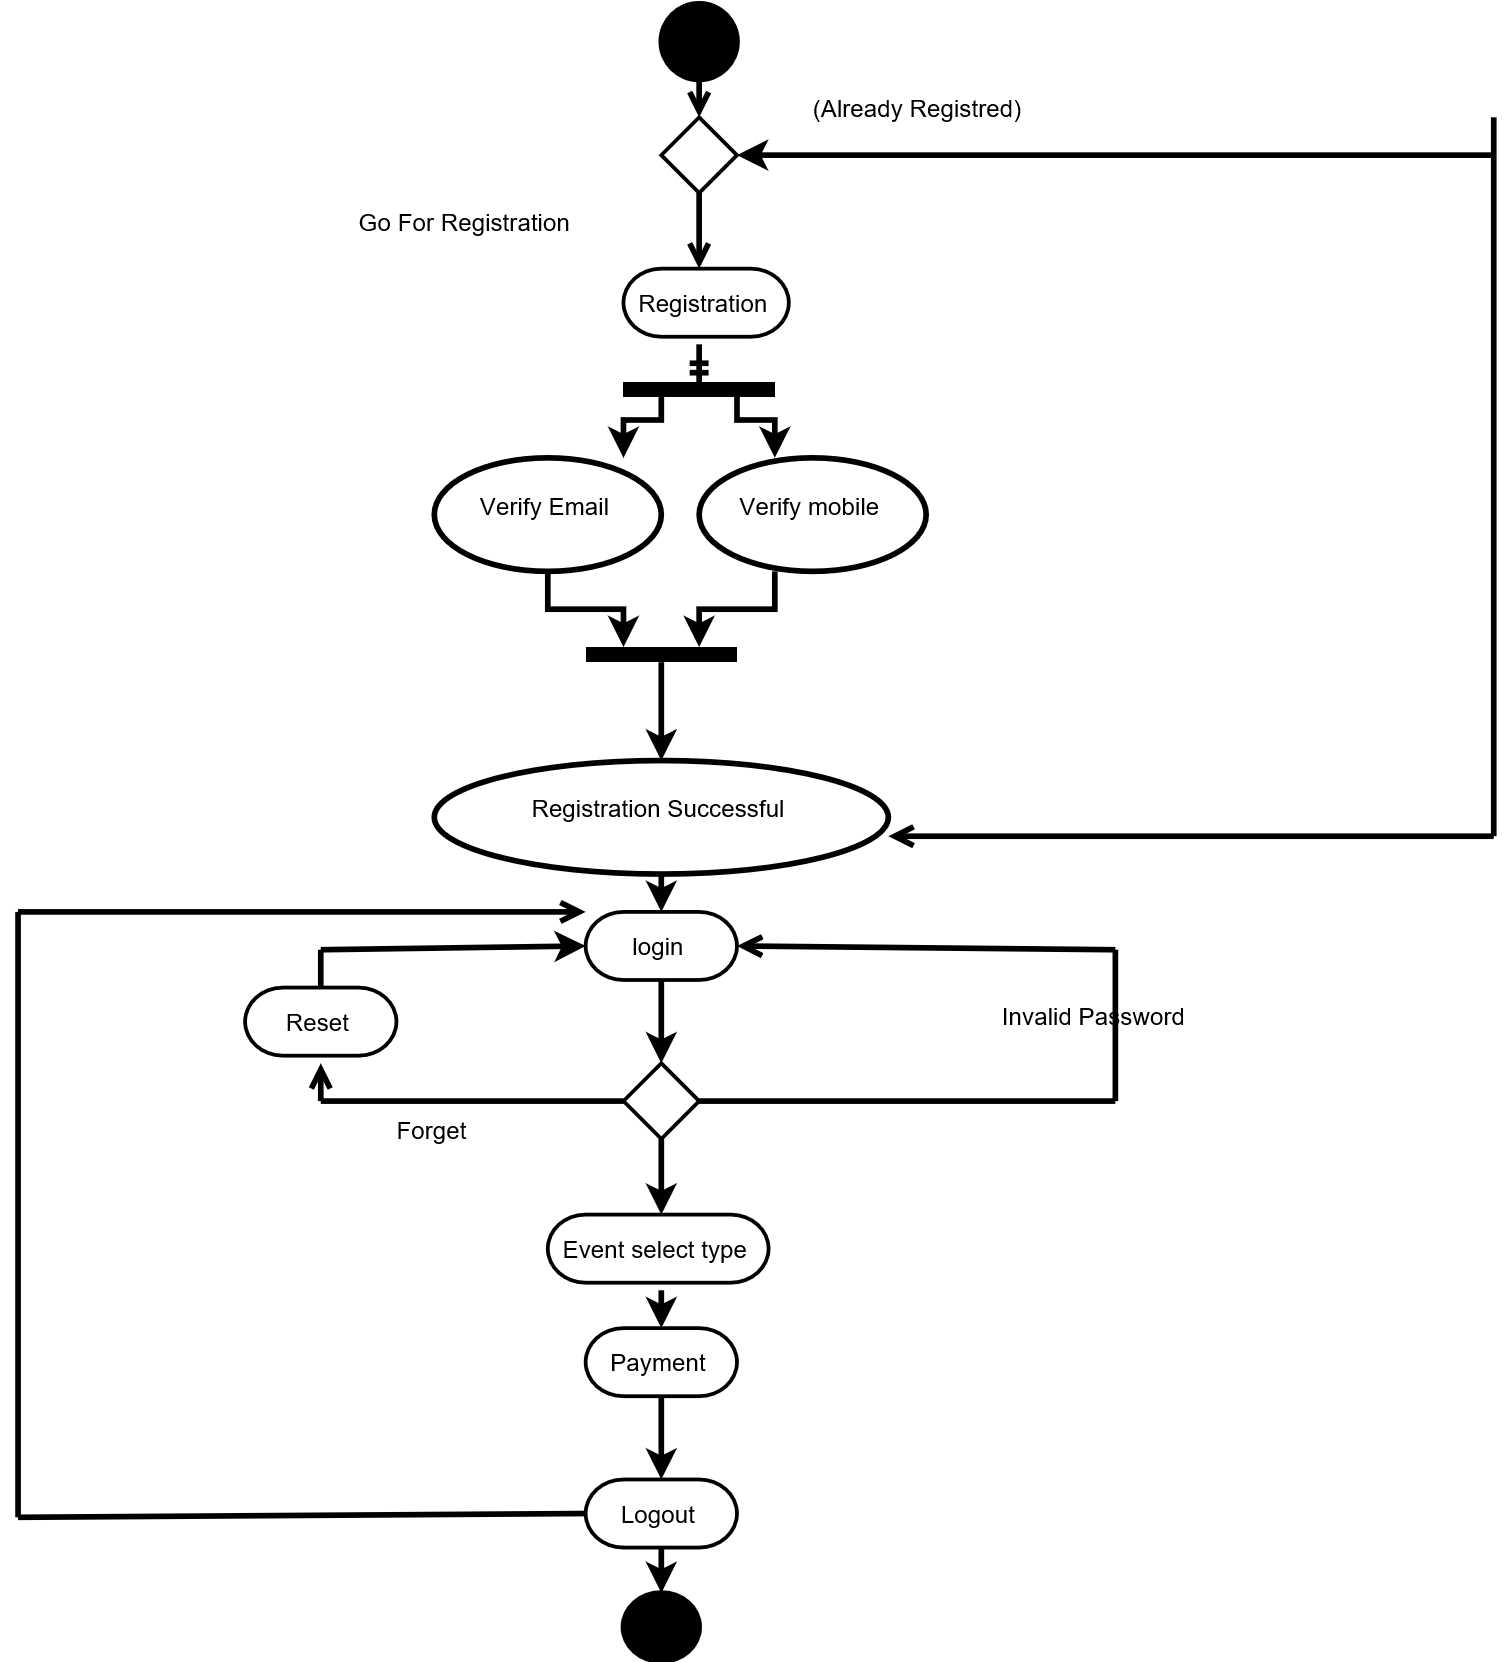 (Already Registred)
Go For Registration
Registration
Verify Email
Verify mobile
Registration Successful
login
Reset
Invalid Password
Forget
Event select type
Payment
Logout